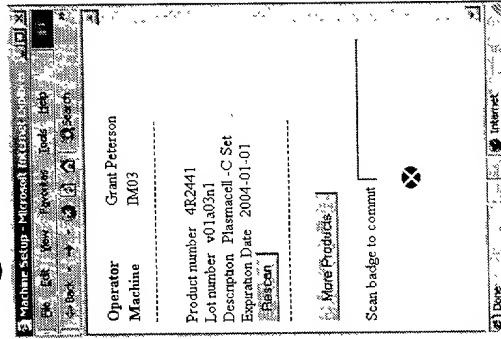 Machine Setup - Microsoft Internet Explorer
File Edit View Favorites Tools Help
Back Search
Operator Grant Peterson
Machine IM03
Product number 4R2441
Lot number v01a03n1
Description Plasmacell -C Set
Expiration Date 2004-01-01
Rescan
More Products
Scan badge to commit
Done Internet